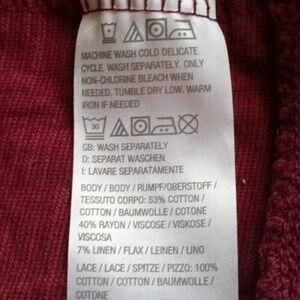 MACHINE WASH COLD DELICATE
CYCLE. WASH SEPARATELY. ONLY
NON-CHLORINE BLEACH WHEN
NEEDED. TUMBLE DRY LOW. WARM
IRON IF NEEDED
30
GB: WASH SEPARATELY
D: SEPARAT WASCHEN
I: LAVARE SEPARATAMENTE
BODY / BODY / RUMPF/OBERSTOFF /
TESSUTO CORPO: 53% COTTON /
COTTON / BAUMWOLLE / COTONE
40% RAYON / VISCOSE / VISKOSE /
VISCOSA
7% LINEN / FLAX / LEINEN / LINO
LACE / LACE / SPITZE / PIZZO: 100%
COTTON / COTTON / BAUMWOLLE /
COTONE